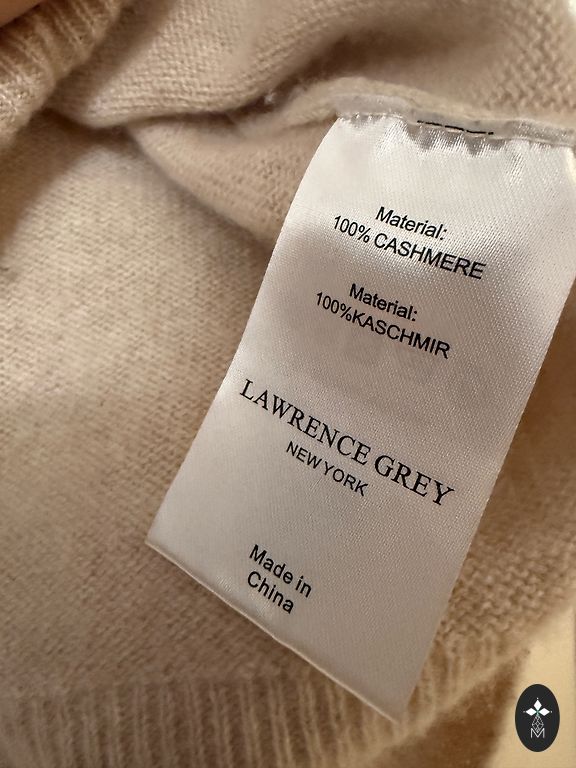 Material:
100% CASHMERE
Material:
100%KASCHMIR
LAWRENCE GREY
NEW YORK
Made in
China